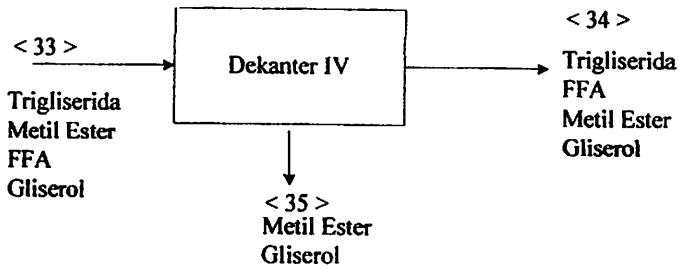 < 33 >
Trigliserida
Metil Ester
FFA
Gliserol
Dekanter IV
< 34 >
Trigliserida
FFA
Metil Ester
Gliserol
< 35 >
Metil Ester
Gliserol